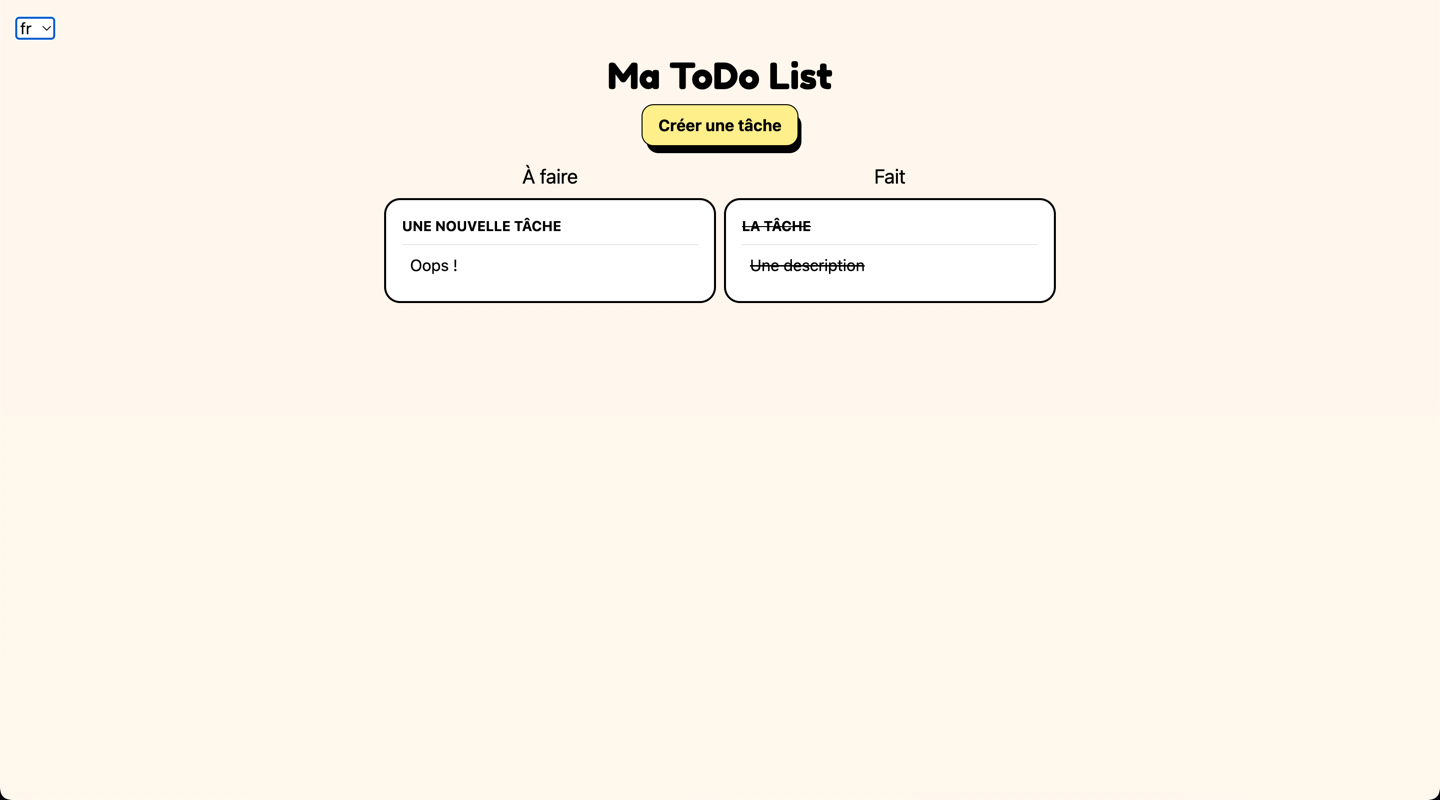 fr
Ma ToDo List
Créer une tâche
À faire
Fait
UNE NOUVELLE TÂCHE
Oops !
LA TÂCHE
Une description